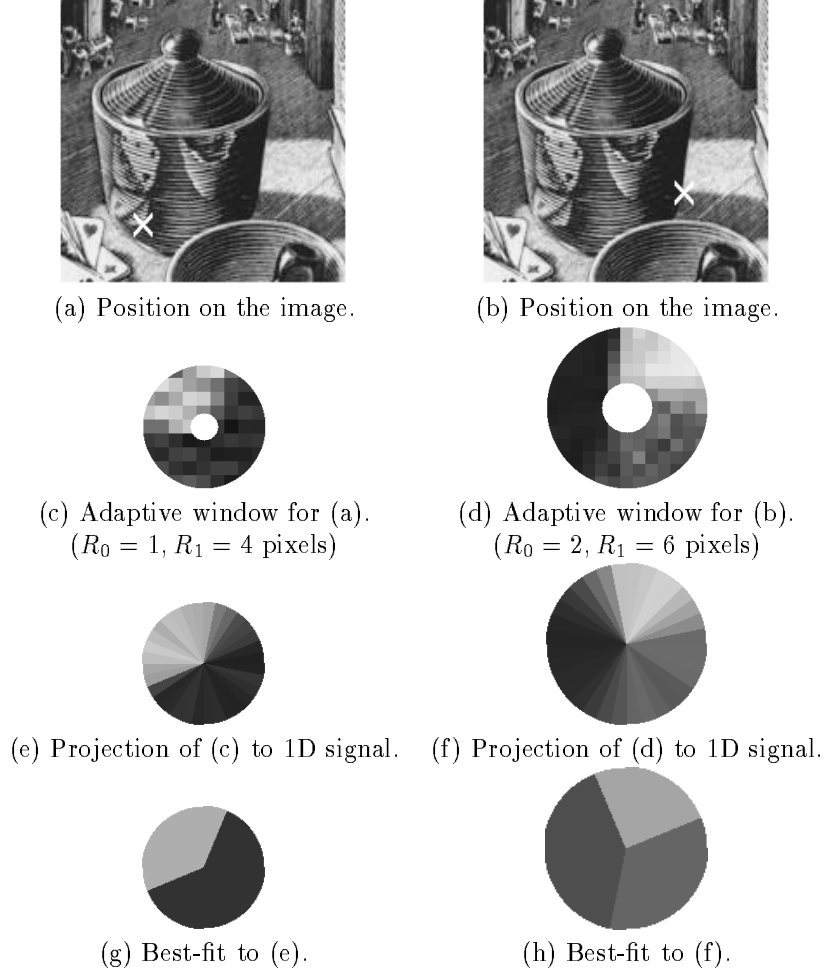 (a) Position on the image.
(b) Position on the image.
(c) Adaptive window for (a).
(R₀ = 1, R₁ = 4 pixels)
(d) Adaptive window for (b).
(R₀ = 2, R₁ = 6 pixels)
(e) Projection of (c) to 1D signal.
(f) Projection of (d) to 1D signal.
(g) Best-fit to (e).
(h) Best-fit to (f).